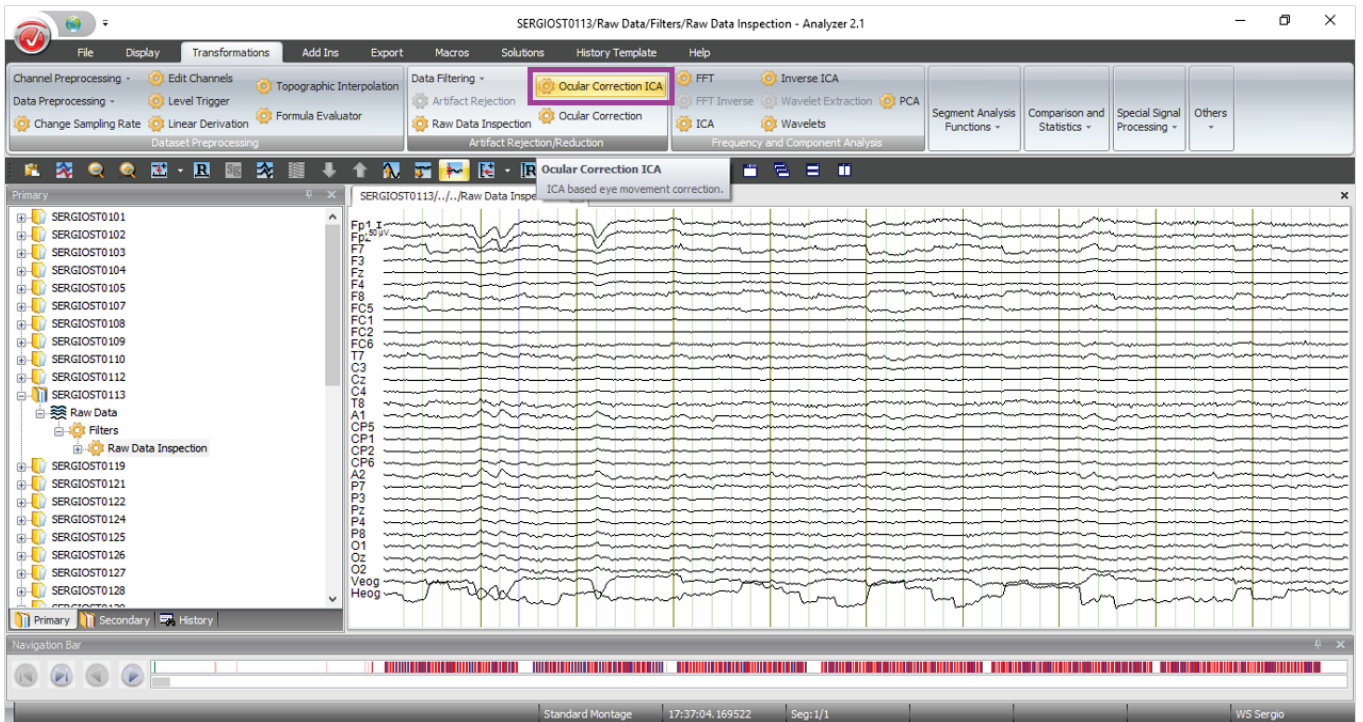 SERGIOST0113/Raw Data/Filters/Raw Data Inspection - Analyzer 2.1
File Display Transformations Add Ins Export Macros Solutions History Template Help
Channel Preprocessing Edit Channels Topographic Interpolation Data Filtering Ocular Correction ICA FFT Inverse ICA
Data Preprocessing Level Trigger Formula Evaluator Artifact Rejection Ocular Correction FFT Inverse Wavelet Extraction PCA
Change Sampling Rate Linear Derivation Raw Data Inspection ICA Wavelets
Segment Analysis Functions Comparison and Statistics Special Signal Processing Others
Dataset Preprocessing Artifact Rejection/Reduction Frequency and Component Analysis
Ocular Correction ICA
ICA based eye movement correction.
Primary
SERGIOST0113/../../Raw Data Inspe
SERGIOST0101
SERGIOST0102
SERGIOST0103
SERGIOST0104
SERGIOST0105
SERGIOST0107
SERGIOST0108
SERGIOST0109
SERGIOST0110
SERGIOST0112
SERGIOST0113
Raw Data
Filters
Raw Data Inspection
SERGIOST0119
SERGIOST0121
SERGIOST0122
SERGIOST0124
SERGIOST0125
SERGIOST0126
SERGIOST0127
SERGIOST0128
Primary Secondary History
Fp1
50 µV
F7
F3
Fz
F4
F8
FC5
FC1
FC2
FC6
T7
C3
Cz
C4
T8
A1
CP5
CP1
CP2
CP6
A2
P7
P3
Pz
P4
P8
O1
Oz
O2
Veog
Heog
Navigation Bar
Standard Montage 17:37:04.169522 Seg:1/1 WS Sergio